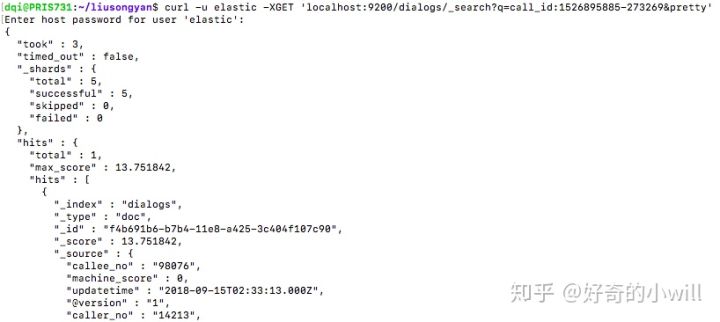 dqi@PRIS731:~/liusongyan$ curl -u elastic -XGET 'localhost:9200/dialogs/_search?q=call_id:1526895885-273269&pretty'
Enter host password for user 'elastic':
{
  "took" : 3,
  "timed_out" : false,
  "_shards" : {
    "total" : 5,
    "successful" : 5,
    "skipped" : 0,
    "failed" : 0
  },
  "hits" : {
    "total" : 1,
    "max_score" : 13.751842,
    "hits" : [
      {
        "_index" : "dialogs",
        "_type" : "doc",
        "_id" : "f4b691b6-b7b4-11e8-a425-3c404f107c90",
        "_score" : 13.751842,
        "_source" : {
          "callee_no" : "98076",
          "machine_score" : 0,
          "updatetime" : "2018-09-15T02:33:13.000Z",
          "@version" : "1",
          "caller_no" : "14213",
知乎 @好奇的小will